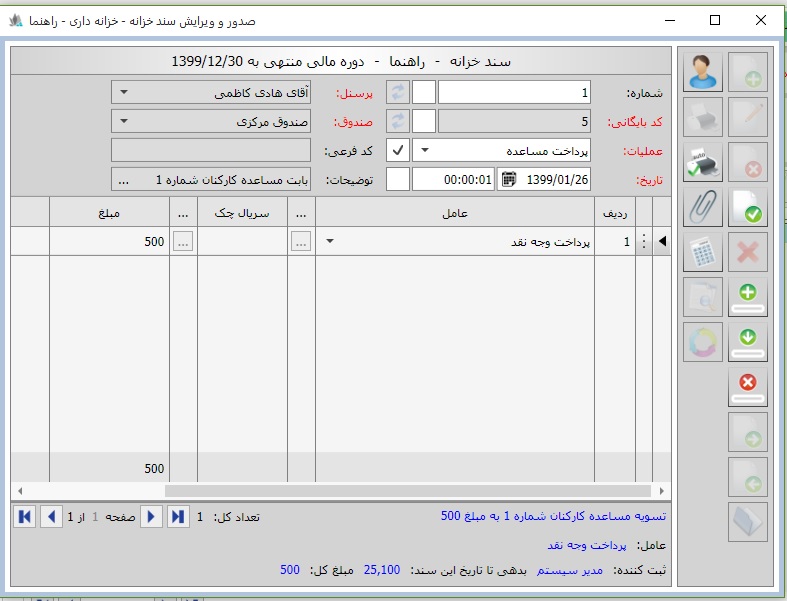 صدور و ویرایش سند خزانه - خزانه داری - راهنما
سند خزانه - راهنما - دوره مالی منتهی به 1399/12/30
شماره: 1 پرسنل: آقای هادی کاظمی
کد بایگانی: 5 صندوق: صندوق مرکزی
عملیات: پرداخت مساعده کد فرعی:
تاریخ: 1399/01/26 00:00:01 توضیحات: بابت مساعده کارکنان شماره 1 ...
ردیف عامل ... سریال چک ... مبلغ
1 پرداخت وجه نقد ... ... 500
500
تعداد کل: 1 صفحه 1 از 1
تسویه مساعده کارکنان شماره 1 به مبلغ 500
عامل: پرداخت وجه نقد
ثبت کننده: مدیر سیستم بدهی تا تاریخ این سند: 25,100 مبلغ کل: 500
AUTO